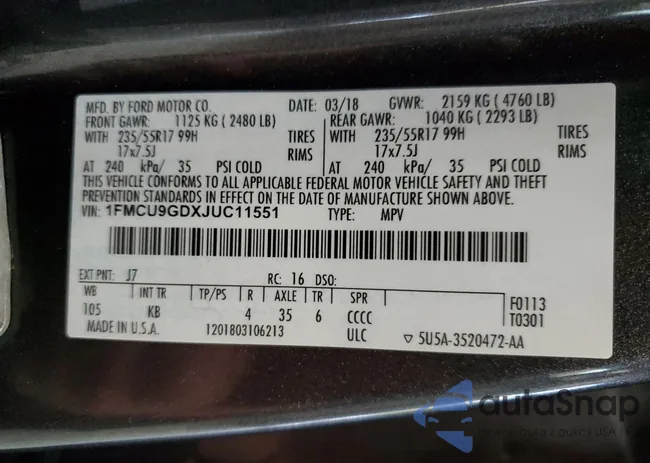 MFD. BY FORD MOTOR CO. DATE: 03/18 GVWR: 2159 KG ( 4760 LB)
FRONT GAWR: 1125 KG ( 2480 LB) REAR GAWR: 1040 KG ( 2293 LB)
WITH 235/55R17 99H TIRES WITH 235/55R17 99H TIRES
17x7.5J RIMS 17x7.5J RIMS
AT 240 kPa/ 35 PSI COLD AT 240 kPa/ 35 PSI COLD
THIS VEHICLE CONFORMS TO ALL APPLICABLE FEDERAL MOTOR VEHICLE SAFETY AND THEFT
PREVENTION STANDARDS IN EFFECT ON THE DATE OF MANUFACTURE SHOWN ABOVE.
VIN: 1FMCU9GDXJUC11551 TYPE: MPV
EXT PNT: J7 RC: 16 DSO:
WB INT TR TP/PS R AXLE TR SPR F0113
105 KB 4 35 6 CCCC T0301
MADE IN U.S.A. 1201803106213 ULC ▽ 5U5A-3520472-AA
autoSnap
online auto auction broker